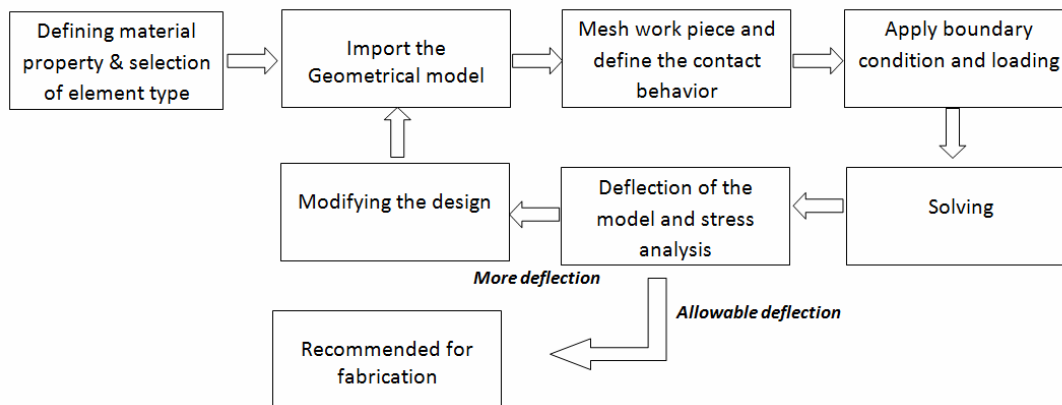 Defining material
property & selection
of element type
Import the
Geometrical model
Mesh work piece and
define the contact
behavior
Apply boundary
condition and loading
Solving
Deflection of the
model and stress
analysis
Modifying the design
More deflection
Allowable deflection
Recommended for
fabrication